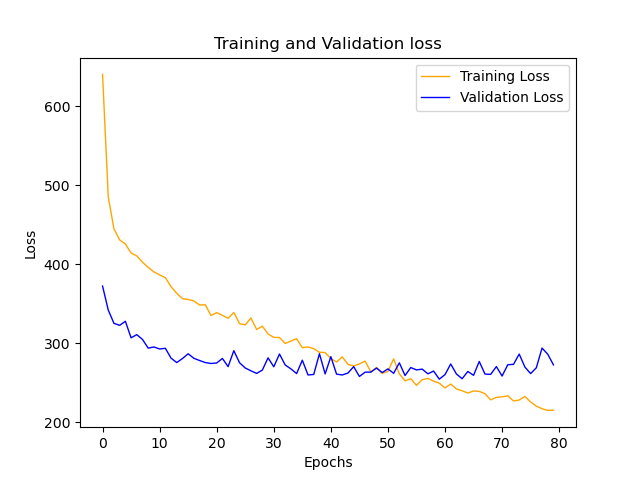 Training and Validation loss
Training Loss
Validation Loss
Loss
600
500
400
300
200
0 10 20 30 40 50 60 70 80
Epochs